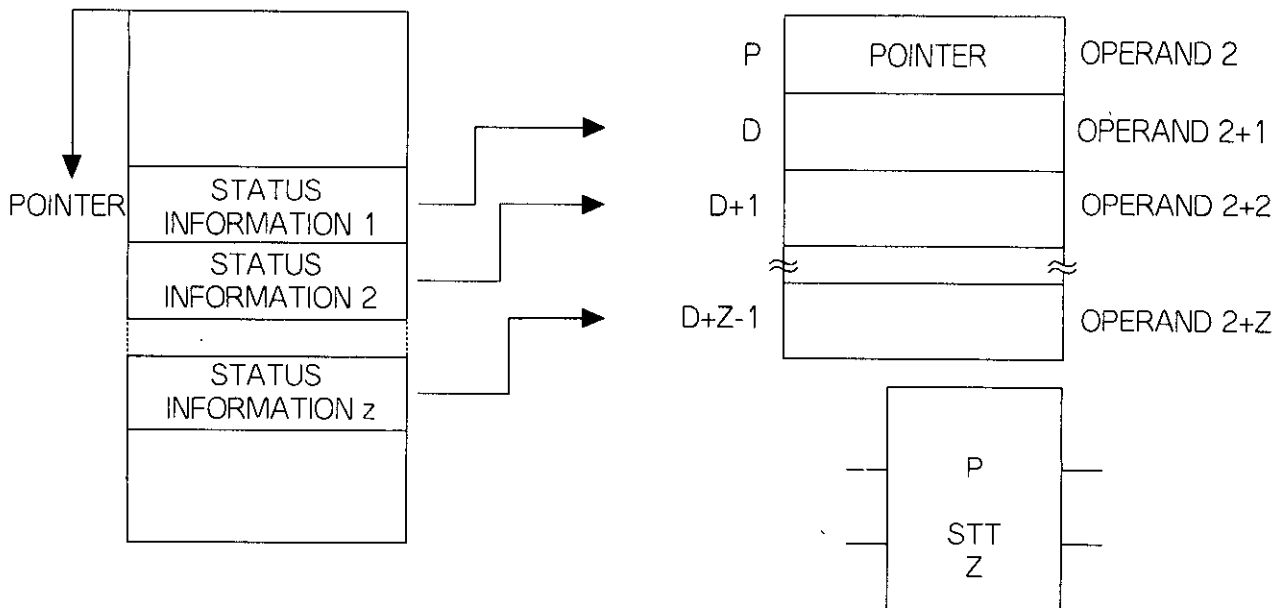 POINTER
STATUS
INFORMATION 1
STATUS
INFORMATION 2
STATUS
INFORMATION z
P
POINTER
OPERAND 2
D
OPERAND 2+1
D+1
OPERAND 2+2
D+Z-1
OPERAND 2+Z
P
STT
Z